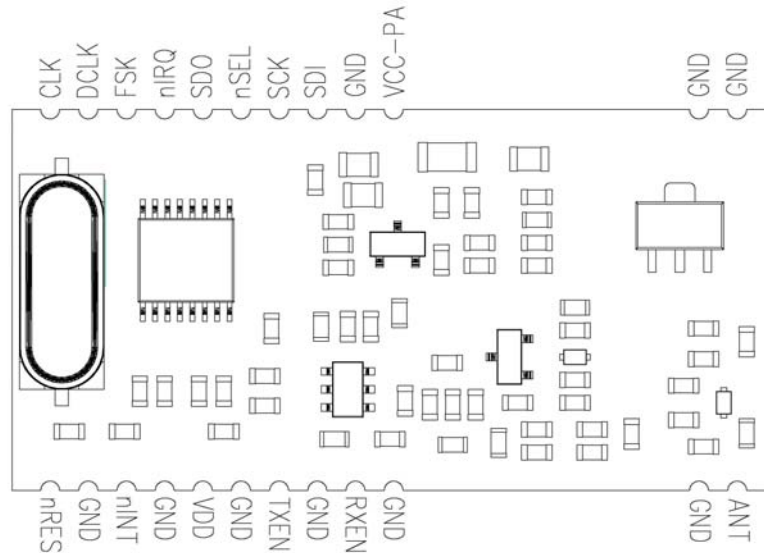 CLK
DCLK
FSK
nIRQ
SDO
nSEL
SCK
SDI
GND
VCC-PA
GND
GND
nRES
GND
nINT
GND
VDD
GND
TXEN
GND
RXEN
GND
GND
ANT